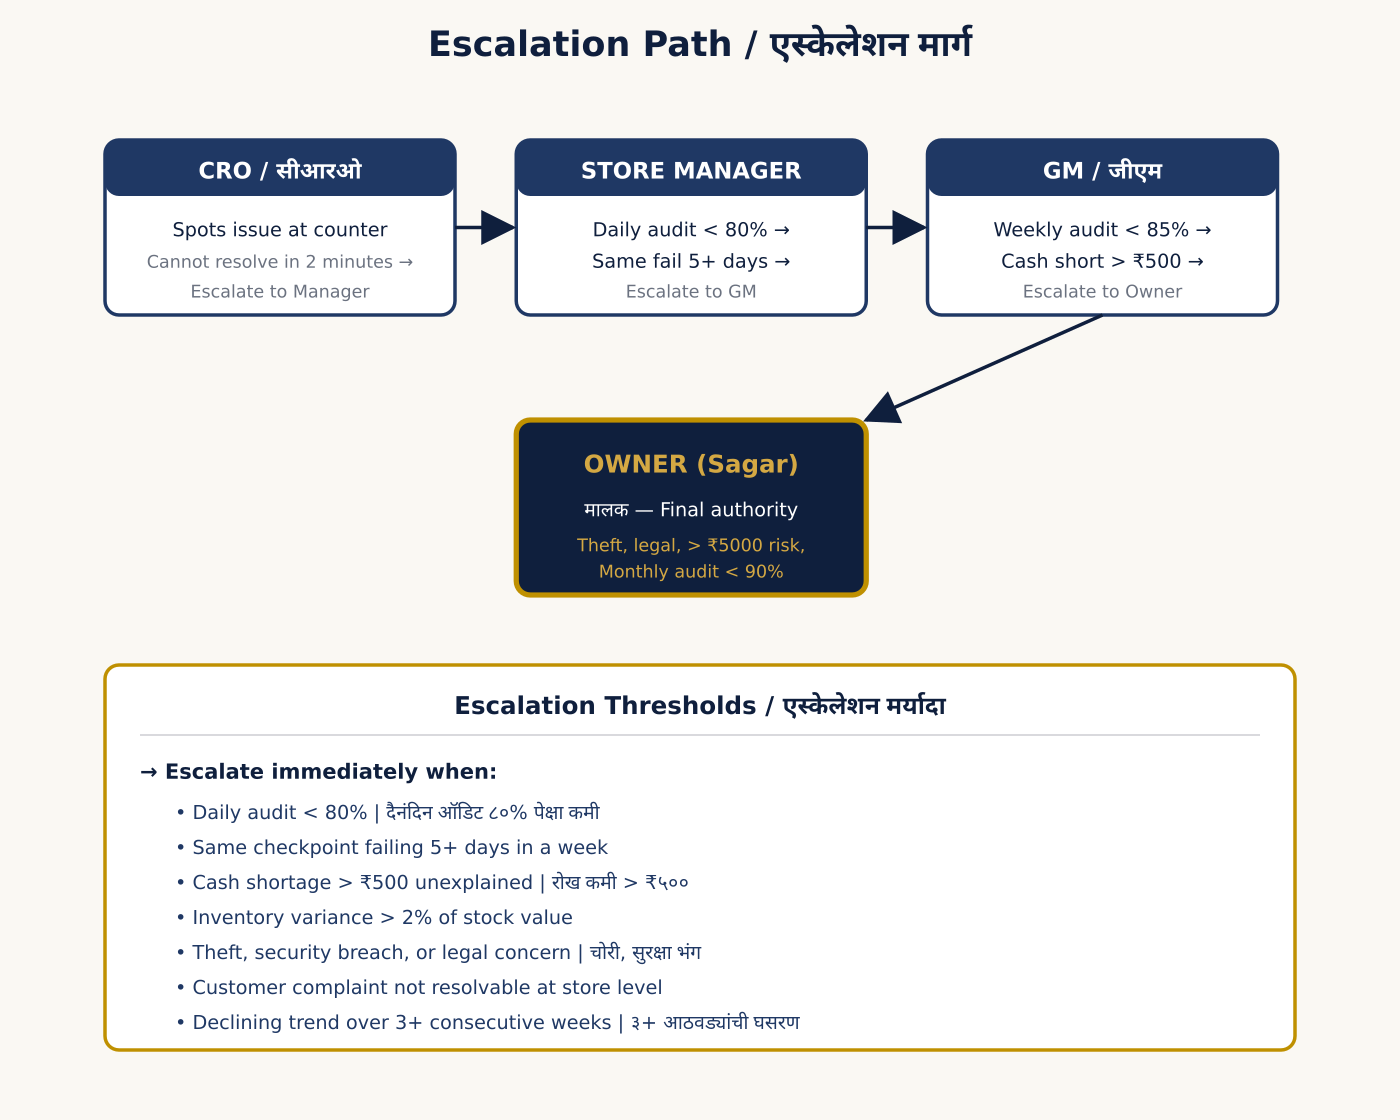 Escalation Path / एस्केलेशन मार्ग
CRO / सीआरओ
Spots issue at counter
Cannot resolve in 2 minutes →
Escalate to Manager
STORE MANAGER
Daily audit < 80% →
Same fail 5+ days →
Escalate to GM
GM / जीएम
Weekly audit < 85% →
Cash short > ₹500 →
Escalate to Owner
OWNER (Sagar)
मालक — Final authority
Theft, legal, > ₹5000 risk,
Monthly audit < 90%
Escalation Thresholds / एस्केलेशन मर्यादा
→ Escalate immediately when:
• Daily audit < 80% | दैनंदिन ऑडिट ८०% पेक्षा कमी
• Same checkpoint failing 5+ days in a week
• Cash shortage > ₹500 unexplained | रोख कमी > ₹५००
• Inventory variance > 2% of stock value
• Theft, security breach, or legal concern | चोरी, सुरक्षा भंग
• Customer complaint not resolvable at store level
• Declining trend over 3+ consecutive weeks | ३+ आठवड्यांची घसरण